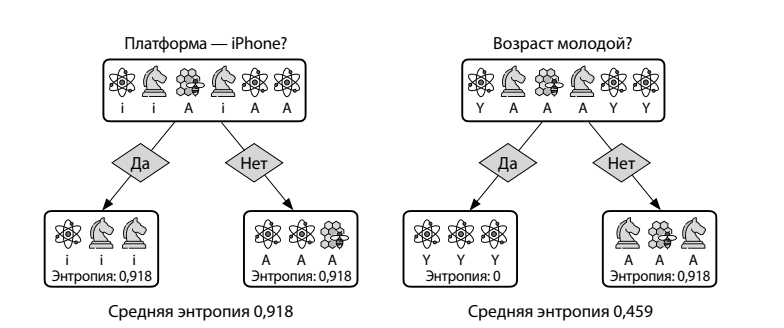 Платформа — iPhone?
i i A i A A
Да
Нет
i i i
Энтропия: 0,918
A A A
Энтропия: 0,918
Средняя энтропия 0,918
Возраст молодой?
Y A A A Y Y
Да
Нет
Y Y Y
Энтропия: 0
A A A
Энтропия: 0,918
Средняя энтропия 0,459